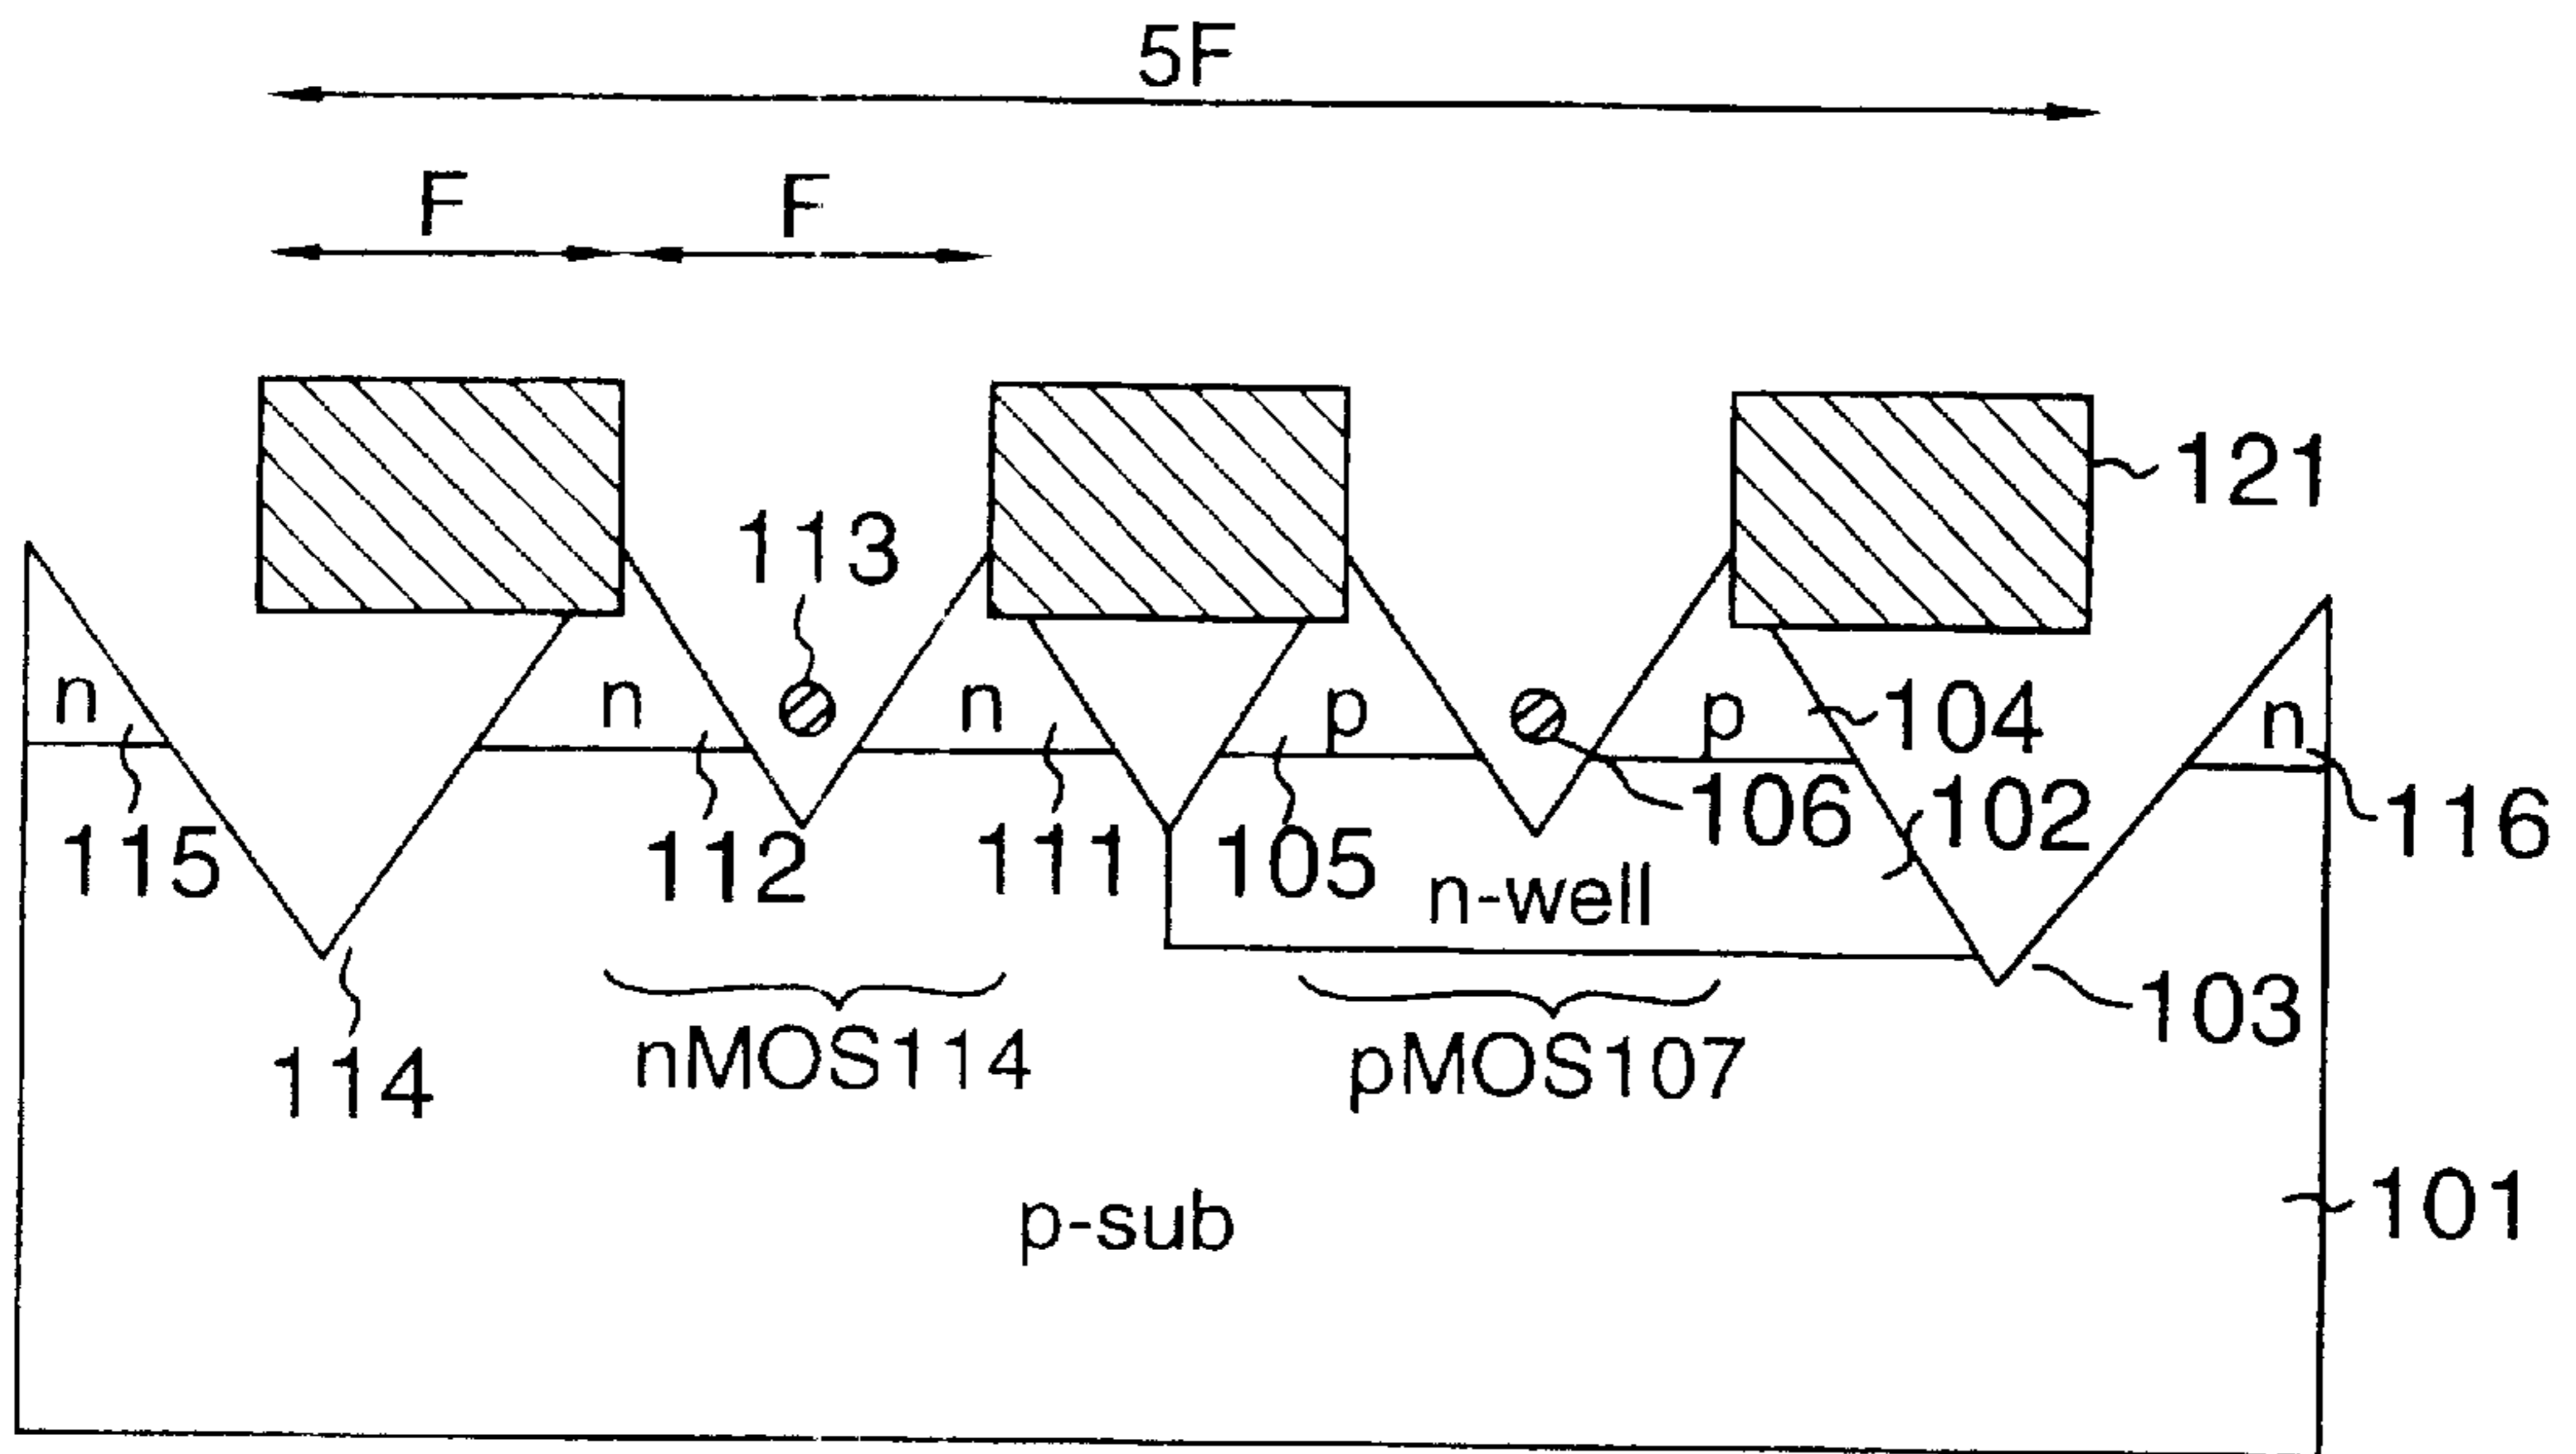 5F
F F
121
113
n n n p p 104 n
115 112 111 105 106 102 116
n-well
103
114 nMOS114 pMOS107
p-sub 101